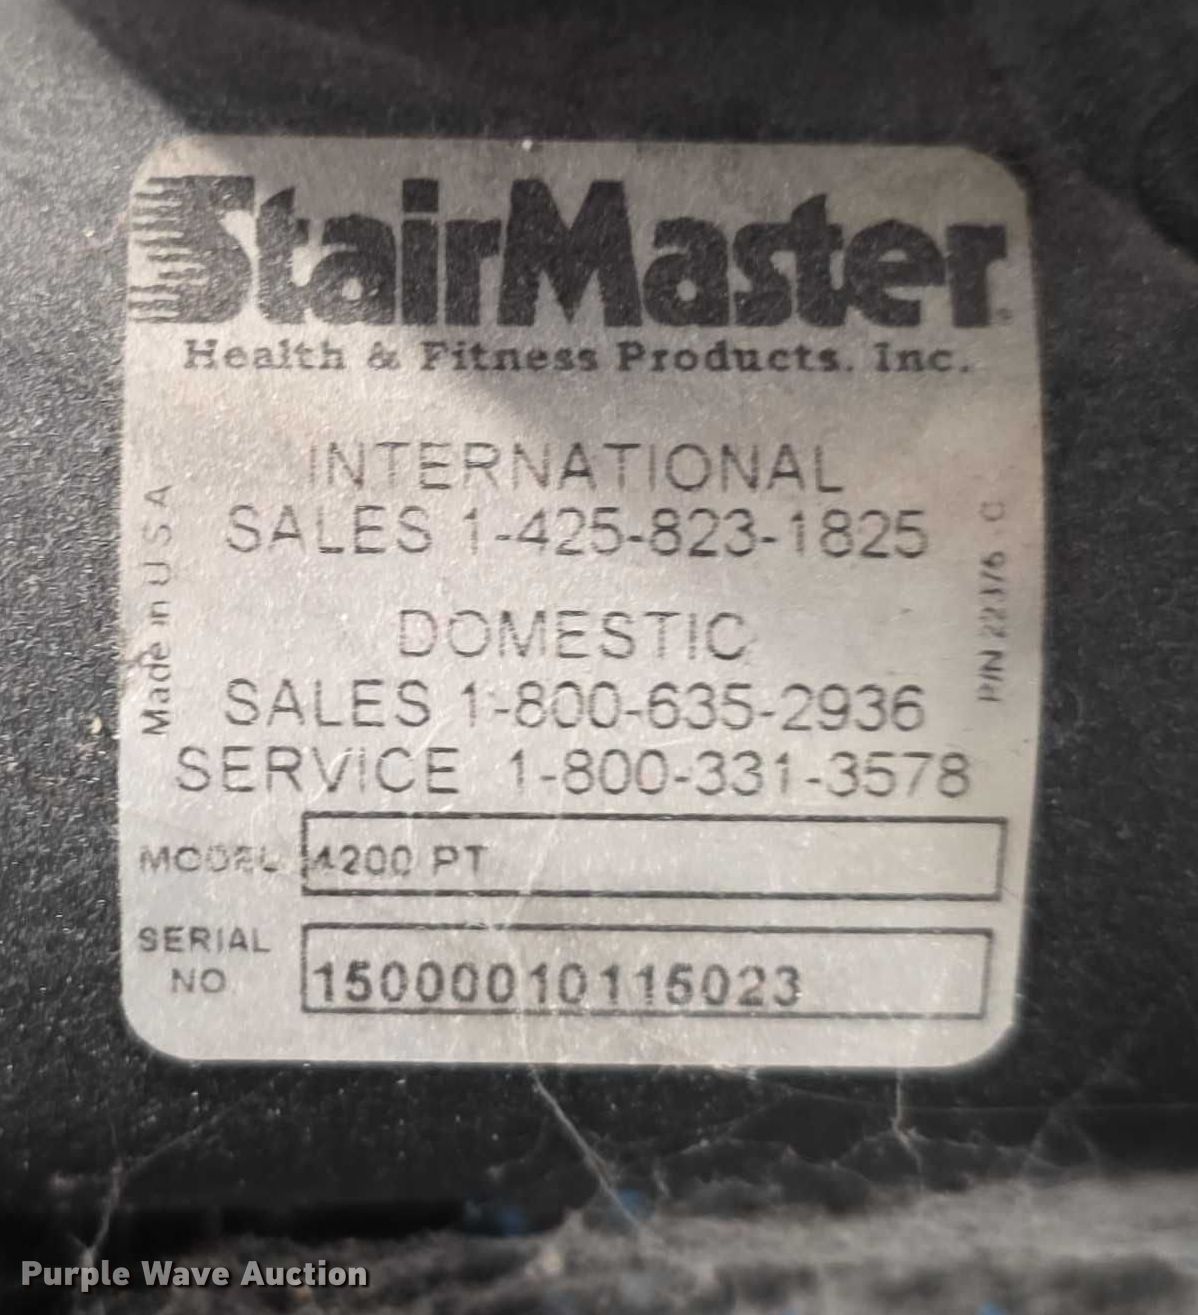 StairMaster
Health & Fitness Products, Inc.
INTERNATIONAL
SALES 1-425-823-1825
DOMESTIC
SALES 1-800-635-2936
SERVICE 1-800-331-3578
MODEL 4200 PT
SERIAL
NO 15000010115023
Made in U S A
P/N 22376 C
Purple Wave Auction